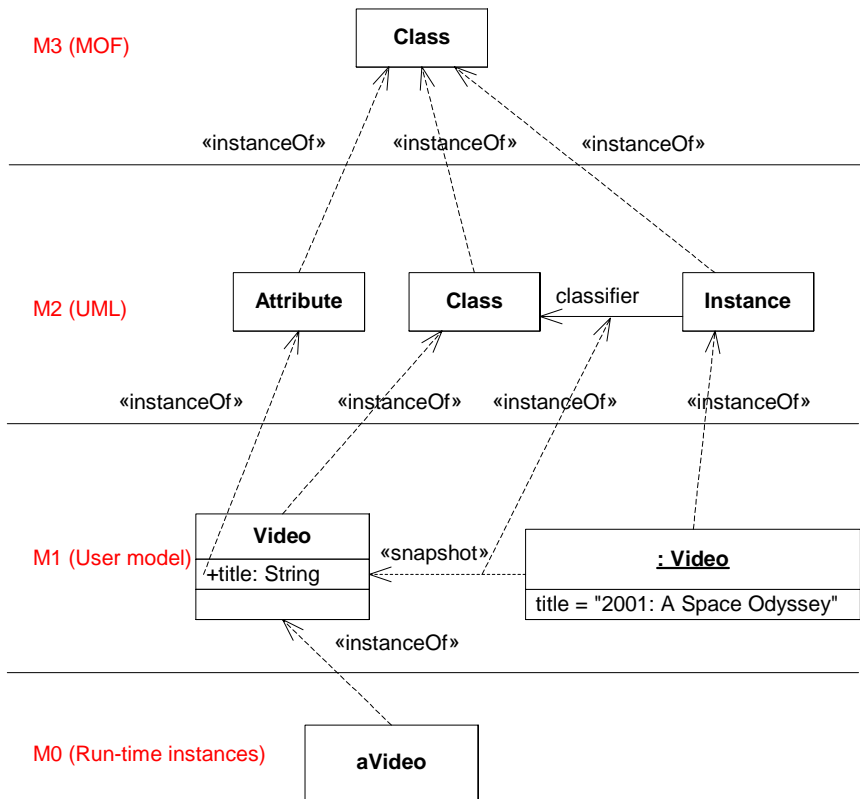 M3 (MOF)
Class
«instanceOf»
«instanceOf»
«instanceOf»
M2 (UML)
Attribute
Class
classifier
Instance
«instanceOf»
«instanceOf»
«instanceOf»
«instanceOf»
M1 (User model)
Video
+title: String
«snapshot»
: Video
title = "2001: A Space Odyssey"
«instanceOf»
M0 (Run-time instances)
aVideo